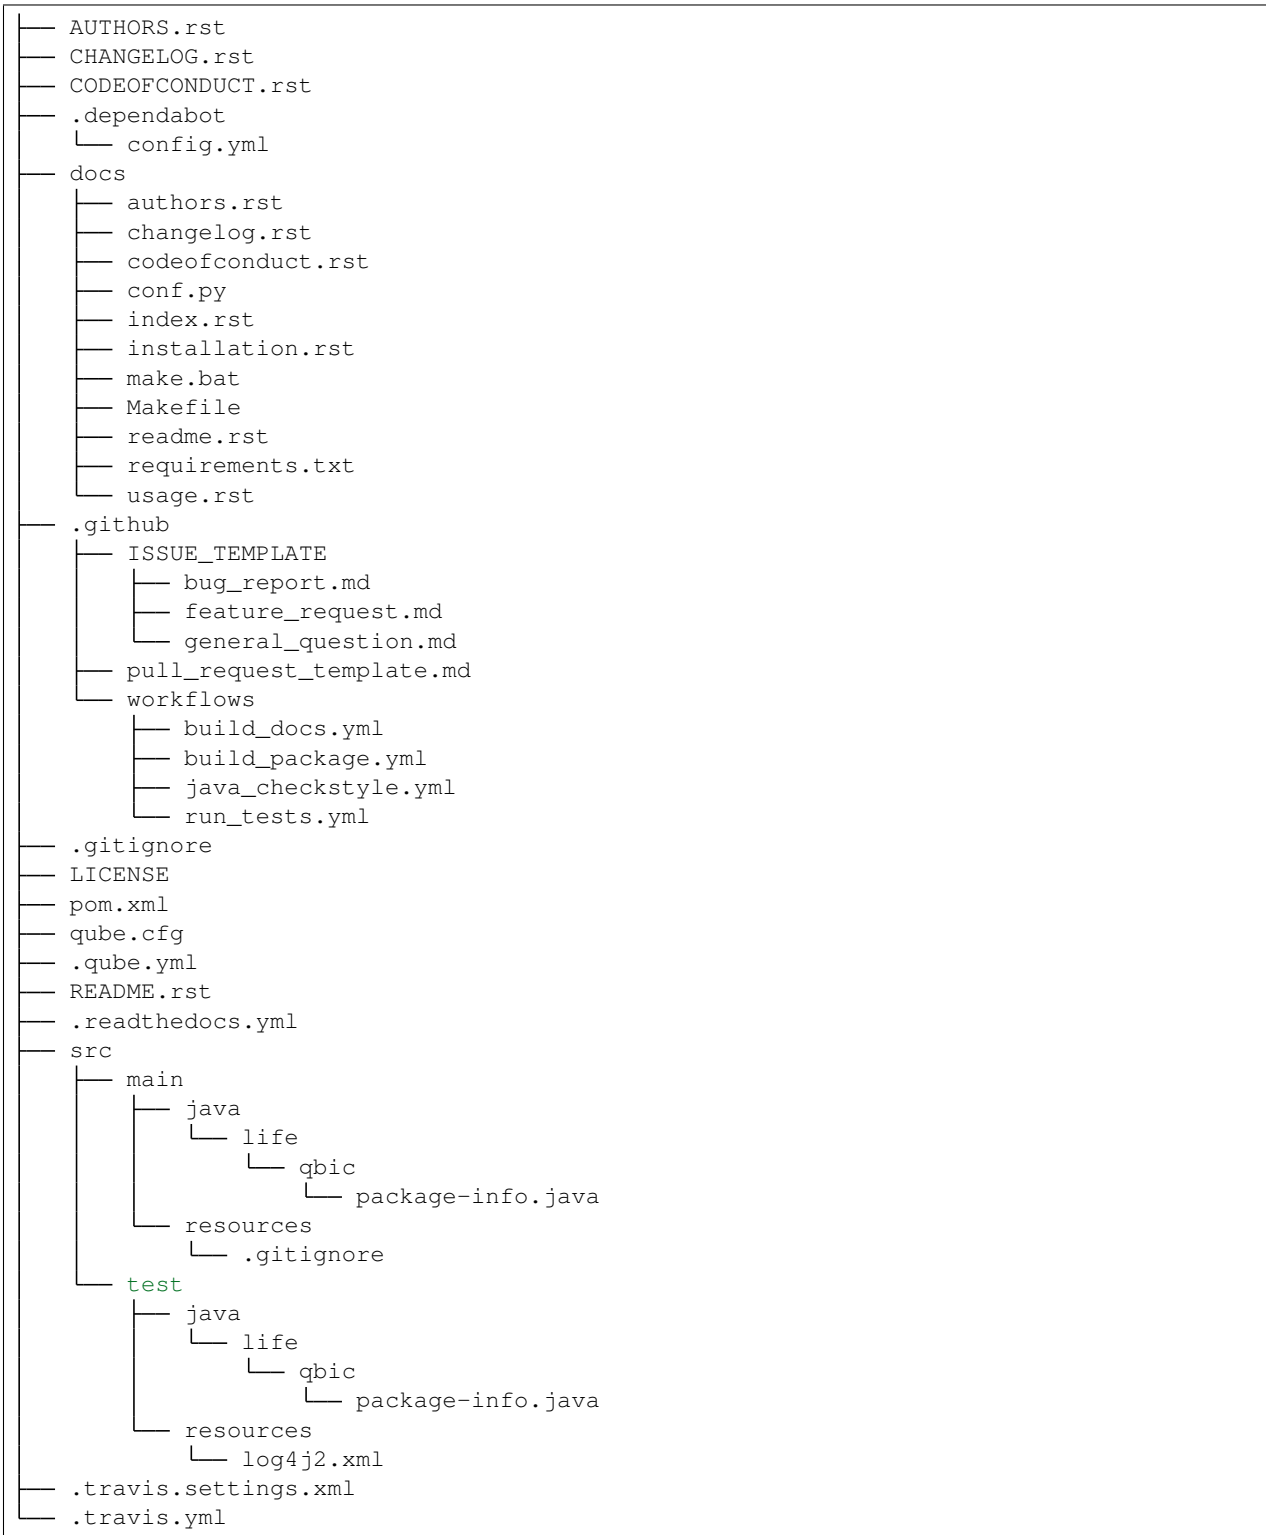 ├── AUTHORS.rst
├── CHANGELOG.rst
├── CODEOFCONDUCT.rst
├── .dependabot
│   └── config.yml
├── docs
│   ├── authors.rst
│   ├── changelog.rst
│   ├── codeofconduct.rst
│   ├── conf.py
│   ├── index.rst
│   ├── installation.rst
│   ├── make.bat
│   ├── Makefile
│   ├── readme.rst
│   ├── requirements.txt
│   └── usage.rst
├── .github
│   ├── ISSUE_TEMPLATE
│   │   ├── bug_report.md
│   │   ├── feature_request.md
│   │   └── general_question.md
│   ├── pull_request_template.md
│   └── workflows
│       ├── build_docs.yml
│       ├── build_package.yml
│       ├── java_checkstyle.yml
│       └── run_tests.yml
├── .gitignore
├── LICENSE
├── pom.xml
├── qube.cfg
├── .qube.yml
├── README.rst
├── .readthedocs.yml
├── src
│   ├── main
│   │   ├── java
│   │   │   └── life
│   │   │       └── qbic
│   │   │           └── package-info.java
│   │   └── resources
│   │       └── .gitignore
│   └── test
│       ├── java
│       │   └── life
│       │       └── qbic
│       │           └── package-info.java
│       └── resources
│           └── log4j2.xml
├── .travis.settings.xml
└── .travis.yml